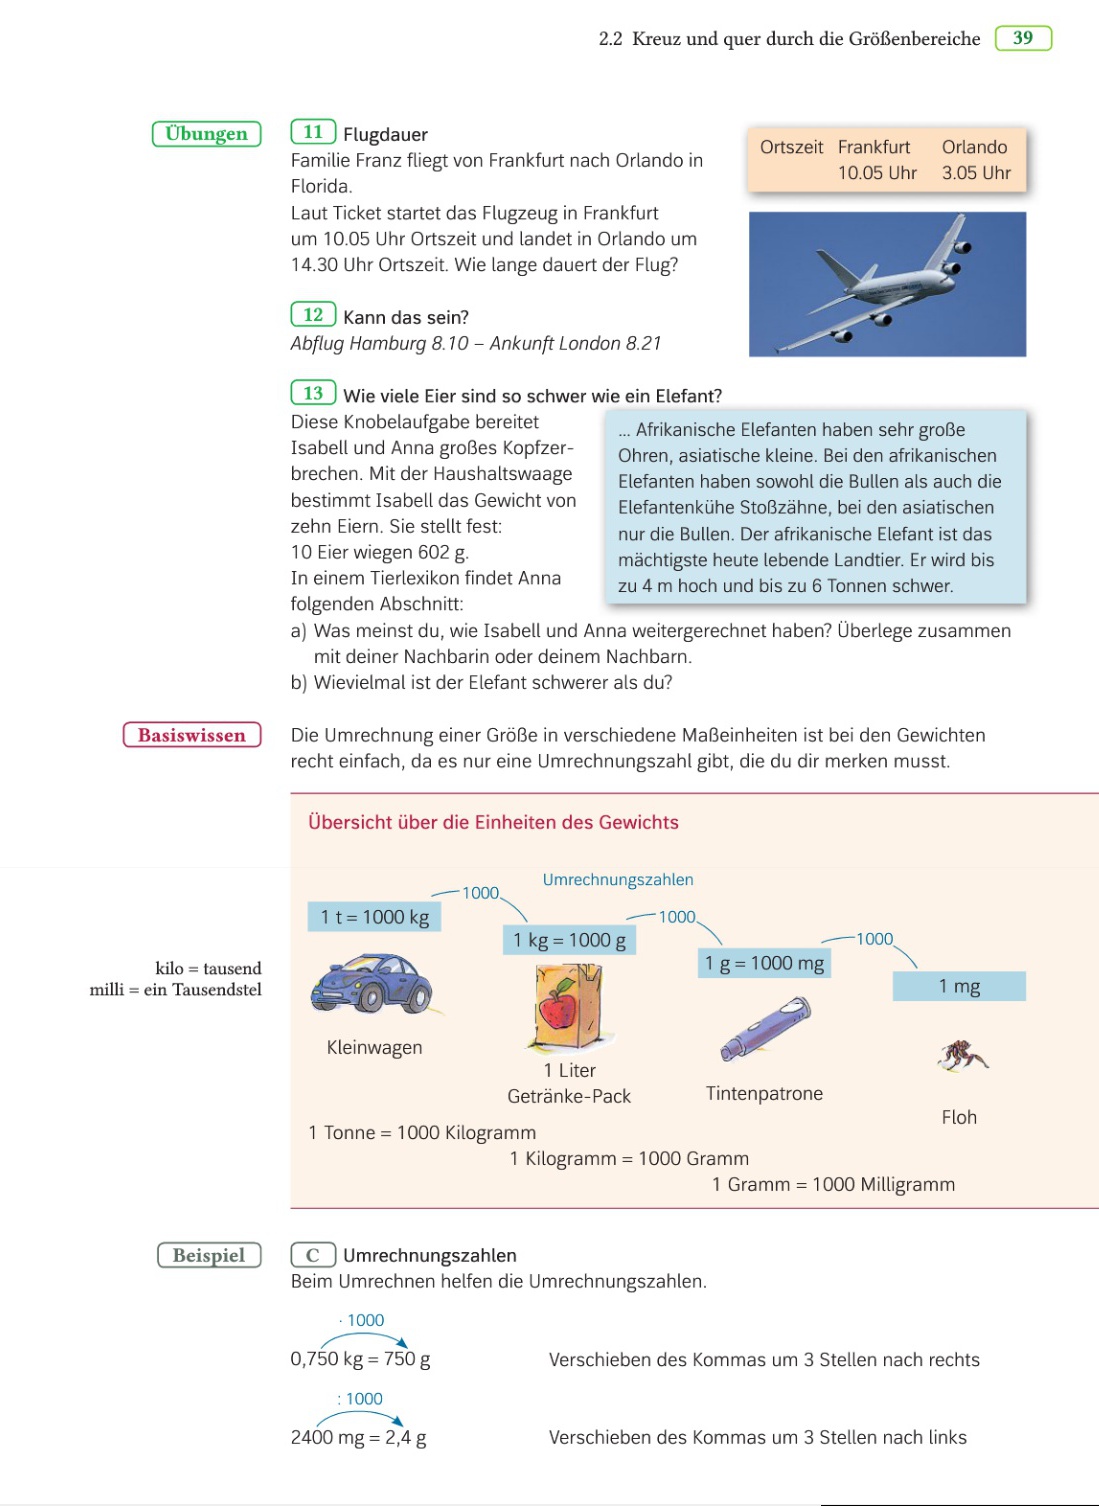 2.2 Kreuz und quer durch die Größenbereiche 39
Übungen
11 Flugdauer
Familie Franz fliegt von Frankfurt nach Orlando in
Florida.
Laut Ticket startet das Flugzeug in Frankfurt
um 10.05 Uhr Ortszeit und landet in Orlando um
14.30 Uhr Ortszeit. Wie lange dauert der Flug?
Ortszeit Frankfurt Orlando
10.05 Uhr 3.05 Uhr
12 Kann das sein?
Abflug Hamburg 8.10 – Ankunft London 8.21
13 Wie viele Eier sind so schwer wie ein Elefant?
Diese Knobelaufgabe bereitet
Isabell und Anna großes Kopfzer-
brechen. Mit der Haushaltswaage
bestimmt Isabell das Gewicht von
zehn Eiern. Sie stellt fest:
10 Eier wiegen 602 g.
In einem Tierlexikon findet Anna
folgenden Abschnitt:
... Afrikanische Elefanten haben sehr große
Ohren, asiatische kleine. Bei den afrikanischen
Elefanten haben sowohl die Bullen als auch die
Elefantenkühe Stoßzähne, bei den asiatischen
nur die Bullen. Der afrikanische Elefant ist das
mächtigste heute lebende Landtier. Er wird bis
zu 4 m hoch und bis zu 6 Tonnen schwer.
a) Was meinst du, wie Isabell und Anna weitergerechnet haben? Überlege zusammen
mit deiner Nachbarin oder deinem Nachbarn.
b) Wievielmal ist der Elefant schwerer als du?
Basiswissen
Die Umrechnung einer Größe in verschiedene Maßeinheiten ist bei den Gewichten
recht einfach, da es nur eine Umrechnungszahl gibt, die du dir merken musst.
Übersicht über die Einheiten des Gewichts
Umrechnungszahlen
1000
1000
1000
1 t = 1000 kg
1 kg = 1000 g
1 g = 1000 mg
1 mg
kilo = tausend
milli = ein Tausendstel
Kleinwagen
1 Liter
Getränke-Pack
Tintenpatrone
Floh
1 Tonne = 1000 Kilogramm
1 Kilogramm = 1000 Gramm
1 Gramm = 1000 Milligramm
Beispiel
C Umrechnungszahlen
Beim Umrechnen helfen die Umrechnungszahlen.
· 1000
0,750 kg = 750 g Verschieben des Kommas um 3 Stellen nach rechts
: 1000
2400 mg = 2,4 g Verschieben des Kommas um 3 Stellen nach links